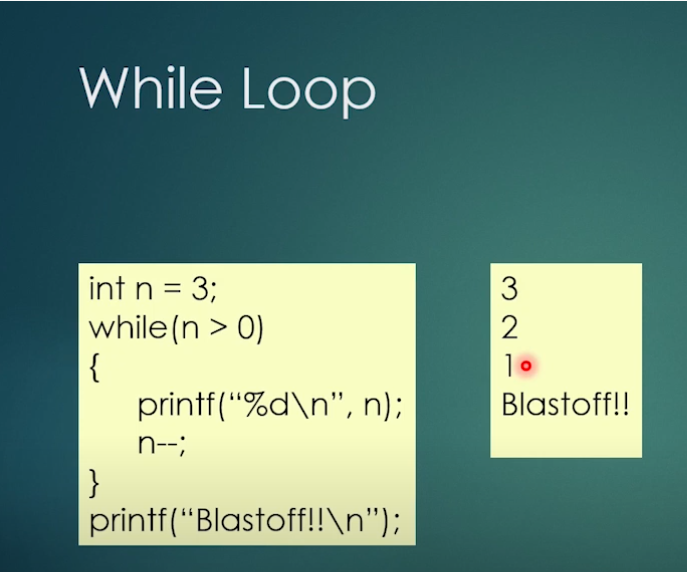 While Loop
int n = 3;
while(n > 0)
{
printf(“%d\n”, n);
n--;
}
printf(“Blastoff!!\n”);
3
2
1
Blastoff!!